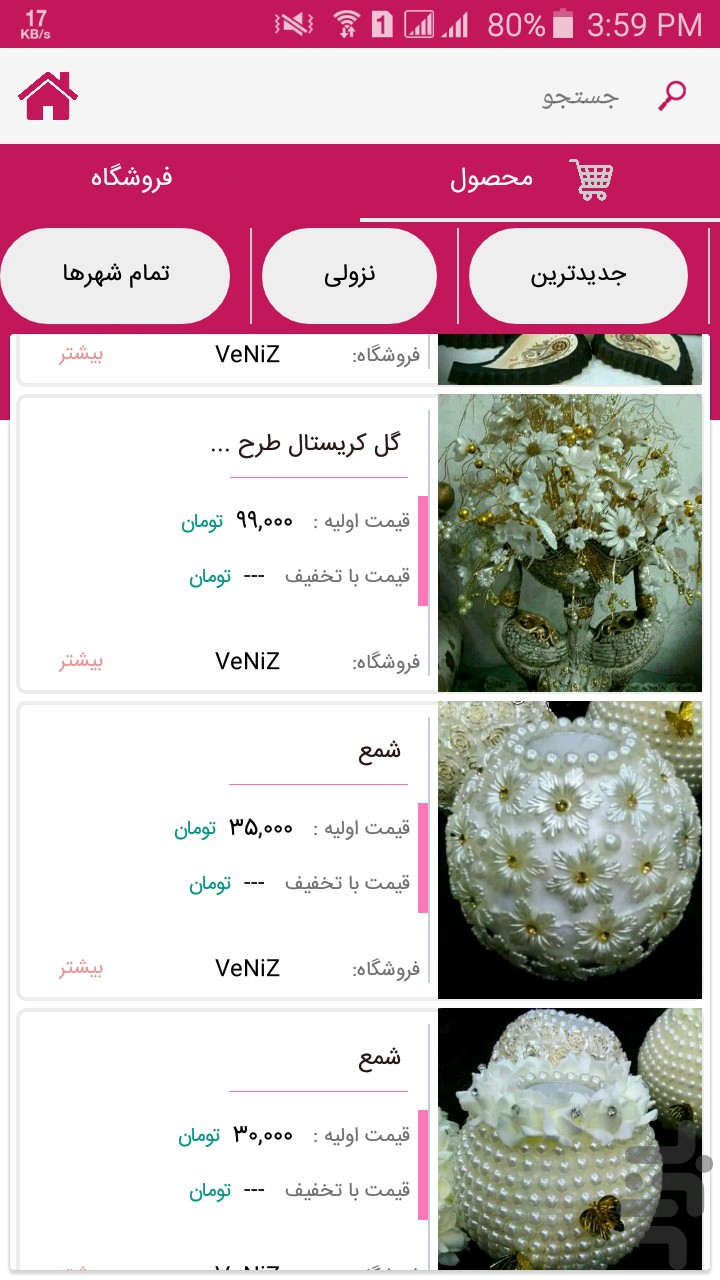 17
KB/s
1
80%
3:59 PM
جستجو
محصول
فروشگاه
جدیدترین
نزولی
تمام شهرها
فروشگاه: VeNiZ بیشتر
گل کریستال طرح ...
قیمت اولیه : ۹۹,۰۰۰ تومان
قیمت با تخفیف --- تومان
فروشگاه: VeNiZ بیشتر
شمع
قیمت اولیه : ۳۵,۰۰۰ تومان
قیمت با تخفیف --- تومان
فروشگاه: VeNiZ بیشتر
شمع
قیمت اولیه : ۳۰,۰۰۰ تومان
قیمت با تخفیف --- تومان
بازار